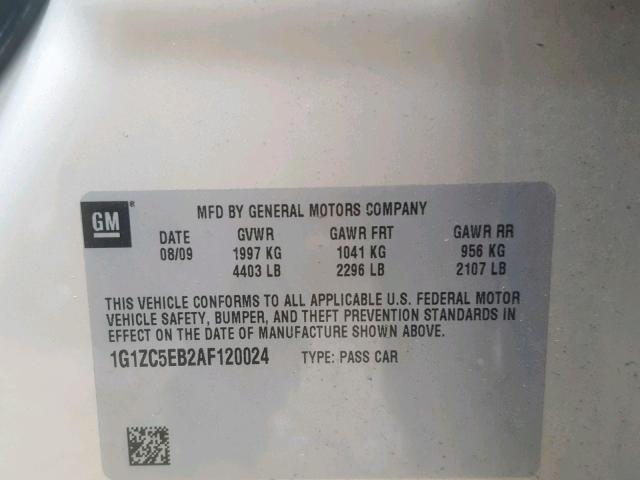 GM ® MFD BY GENERAL MOTORS COMPANY
DATE GVWR GAWR FRT GAWR RR
08/09 1997 KG 1041 KG 956 KG
4403 LB 2296 LB 2107 LB
THIS VEHICLE CONFORMS TO ALL APPLICABLE U.S. FEDERAL MOTOR
VEHICLE SAFETY, BUMPER, AND THEFT PREVENTION STANDARDS IN
EFFECT ON THE DATE OF MANUFACTURE SHOWN ABOVE.
1G1ZC5EB2AF120024 TYPE: PASS CAR